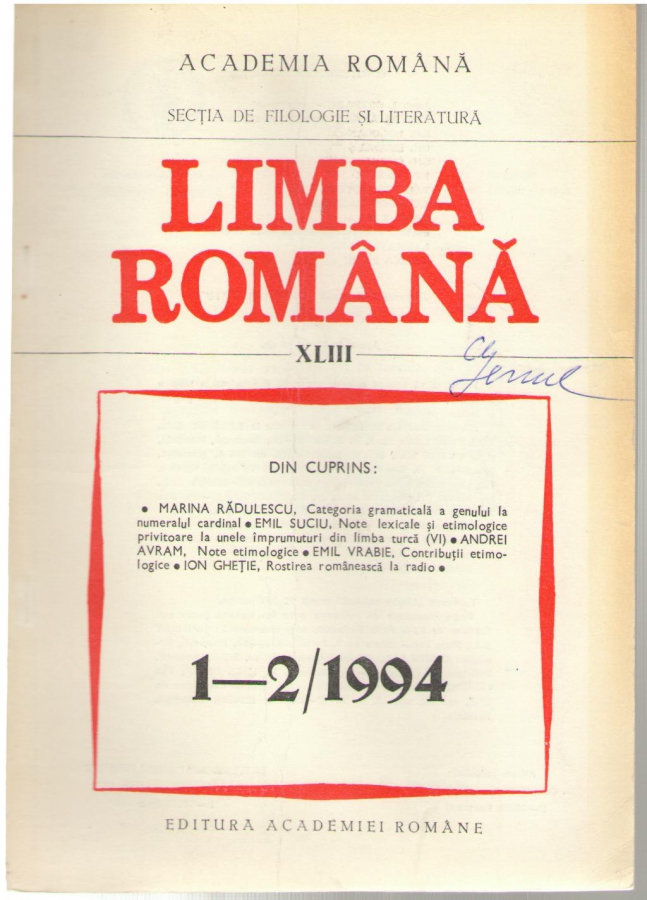 ACADEMIA ROMÂNĂ
SECȚIA DE FILOLOGIE ȘI LITERATURĂ
LIMBA
ROMÂNĂ
XLIII
DIN CUPRINS:
• MARINA RĂDULESCU, Categoria gramaticală a genului la
numeralul cardinal • EMIL SUCIU, Note lexicale și etimologice
privitoare la unele împrumuturi din limba turcă (VI) • ANDREI
AVRAM, Note etimologice • EMIL VRABIE, Contribuții etimo-
logice • ION GHEȚIE, Rostirea românească la radio •
1—2/1994
EDITURA ACADEMIEI ROMÂNE